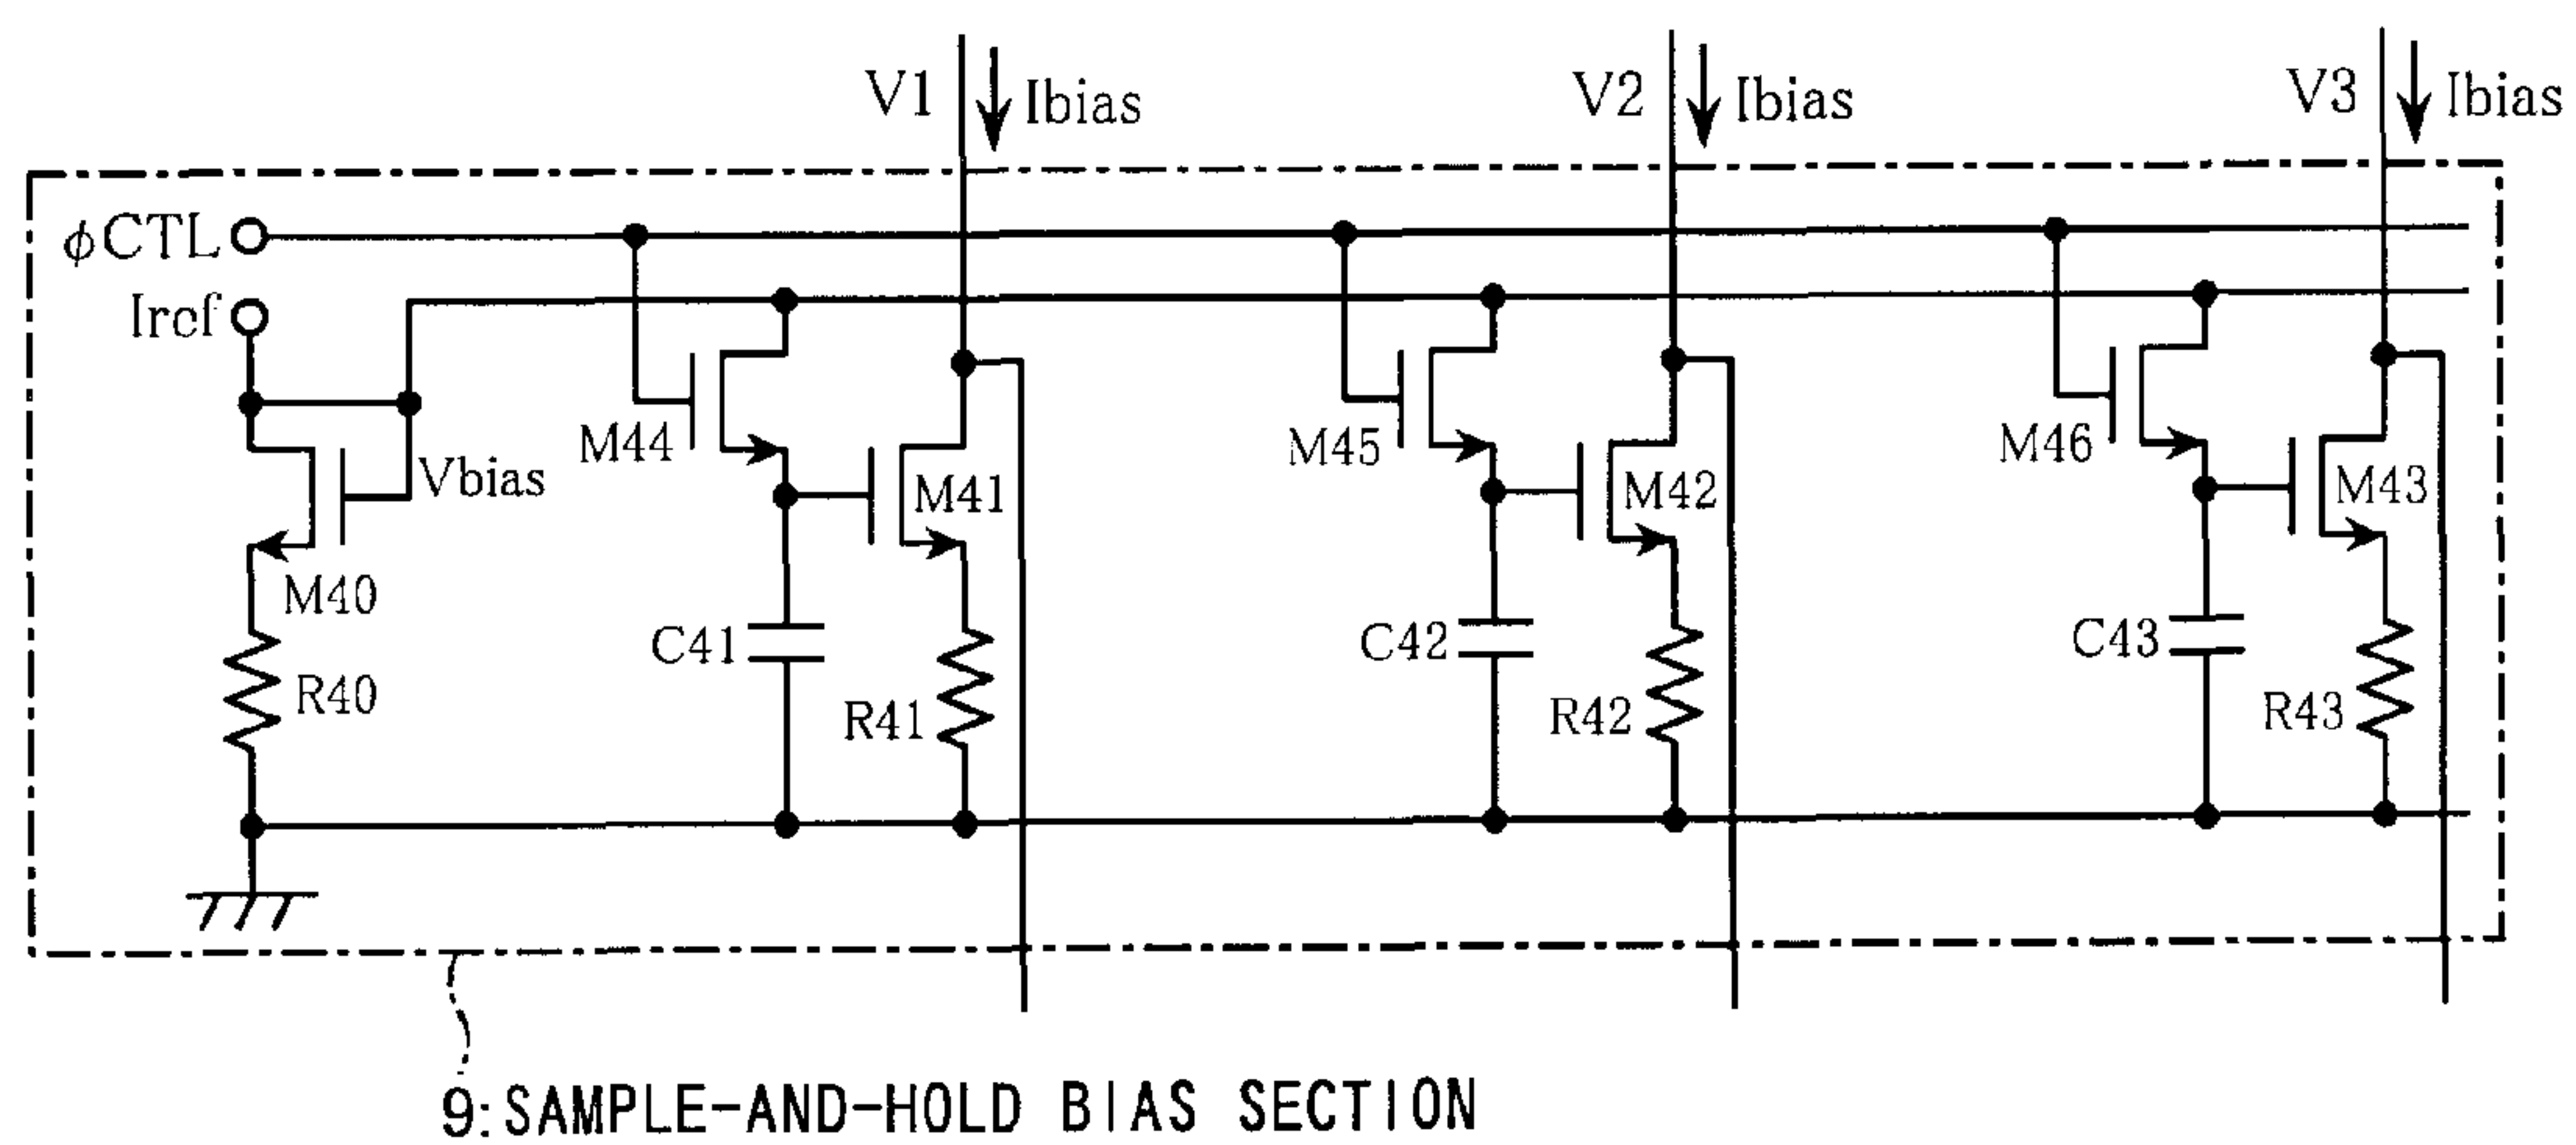 V1 Ibias V2 Ibias V3 Ibias
ϕCTL
Iref
M44 M45 M46
Vbias M41 M42 M43
M40
C41 C42 C43
R40 R41 R42 R43
9:SAMPLE-AND-HOLD BIAS SECTION